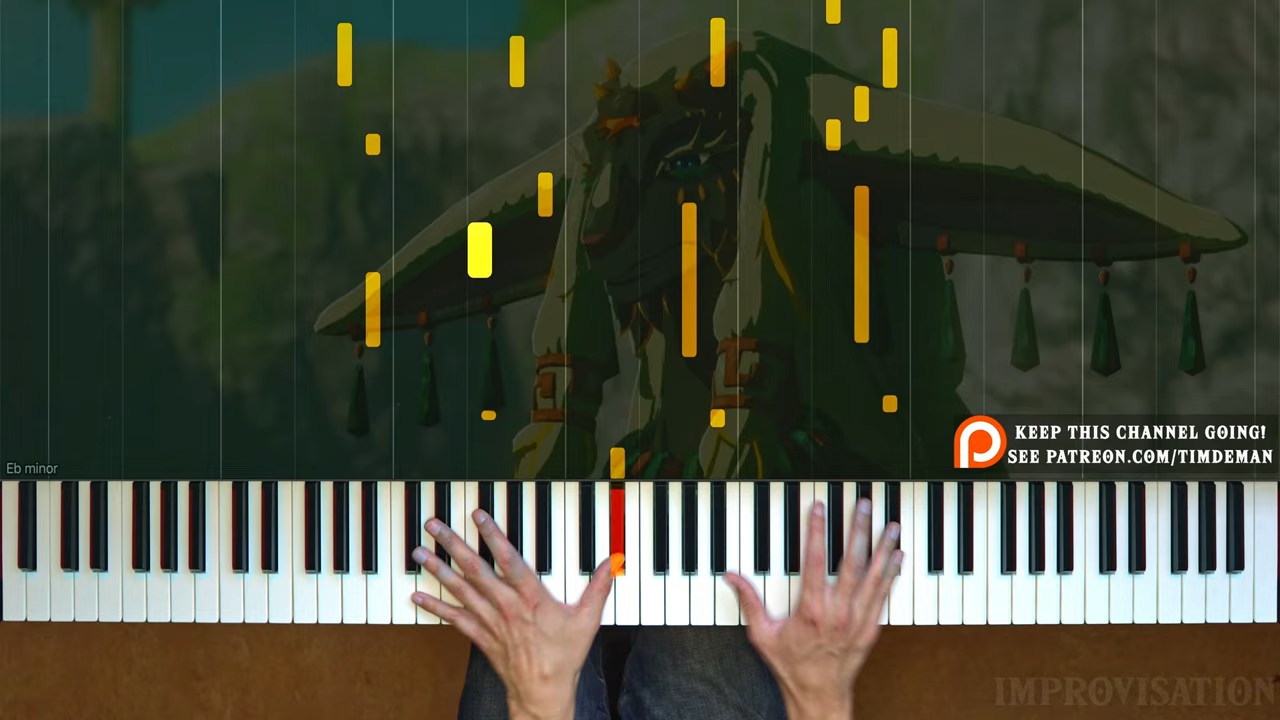 Eb minor
KEEP THIS CHANNEL GOING!
SEE PATREON.COM/TIMDEMAN
IMPROVISATION